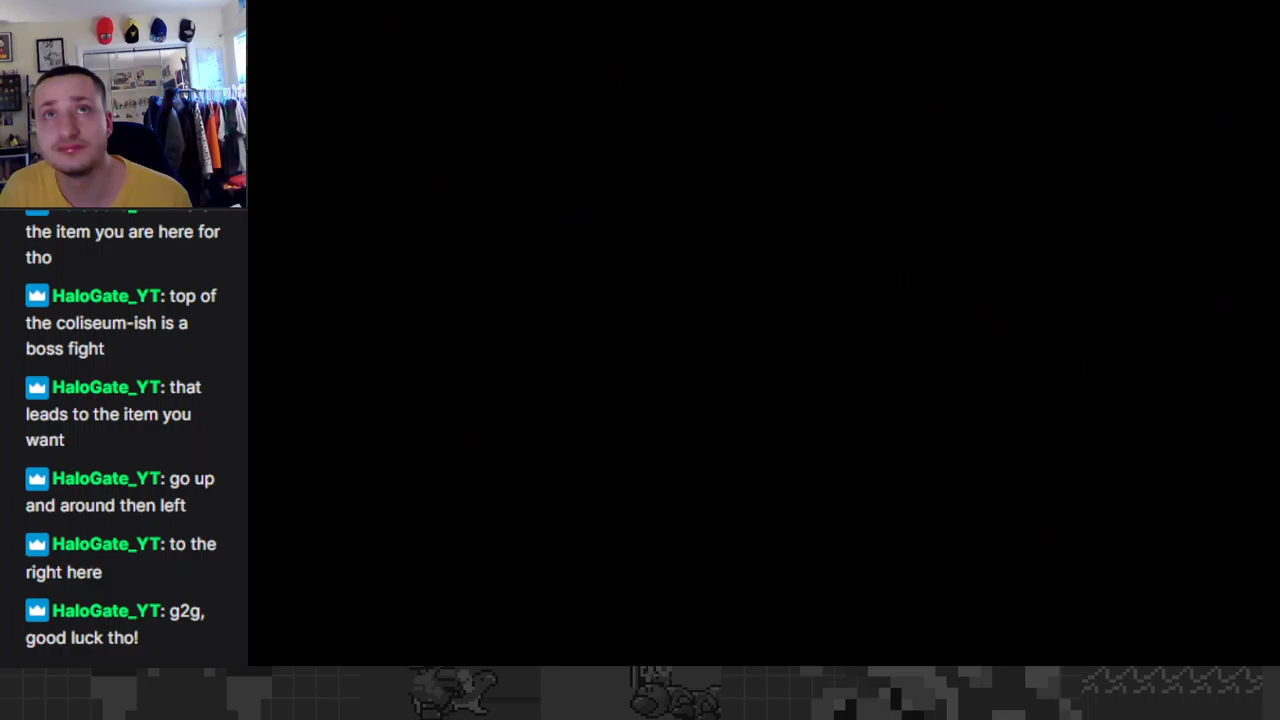 the item you are here for
tho
HaloGate_YT: top of
the coliseum-ish is a
boss fight
HaloGate_YT: that
leads to the item you
want
HaloGate_YT: go up
and around then left
HaloGate_YT: to the
right here
HaloGate_YT: g2g,
good luck tho!